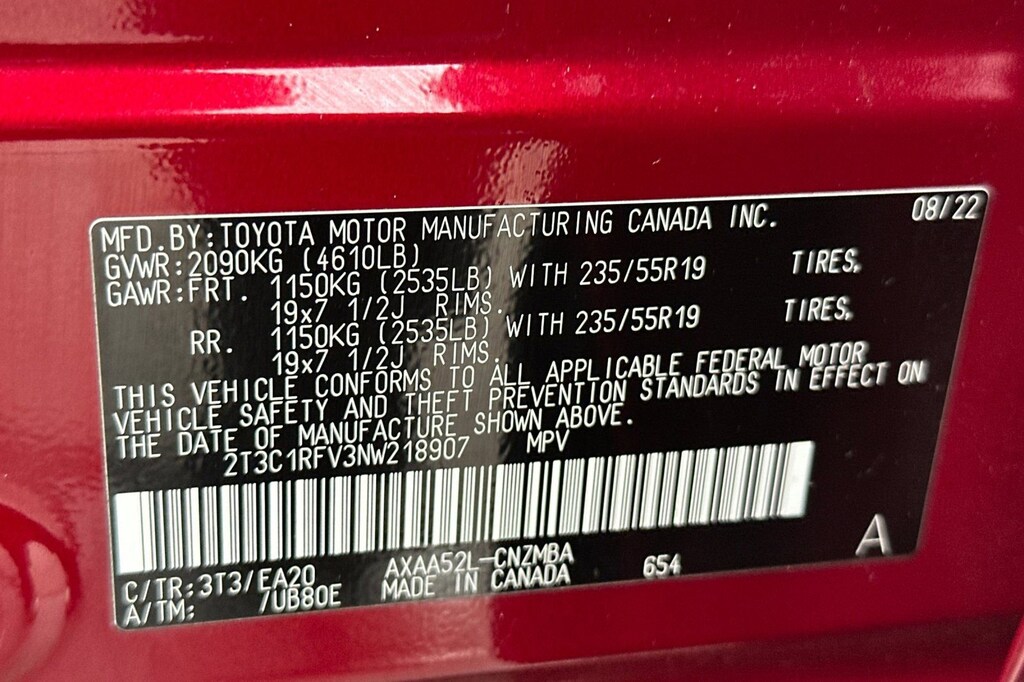 MFD. BY: TOYOTA MOTOR MANUFACTURING CANADA INC. 08/22
GVWR: 2090KG (4610LB)
GAWR: FRT. 1150KG (2535LB) WITH 235/55R19 TIRES,
19x7 1/2J RIMS.
RR. 1150KG (2535LB) WITH 235/55R19 TIRES,
19x7 1/2J RIMS.
THIS VEHICLE CONFORMS TO ALL APPLICABLE FEDERAL MOTOR
VEHICLE SAFETY AND THEFT PREVENTION STANDARDS IN EFFECT ON
THE DATE OF MANUFACTURE SHOWN ABOVE.
2T3C1RFV3NW218907 MPV
A
C/TR: 3T3/EA20 AXAA52L-CNZMBA 654
A/TM: /UB80E MADE IN CANADA